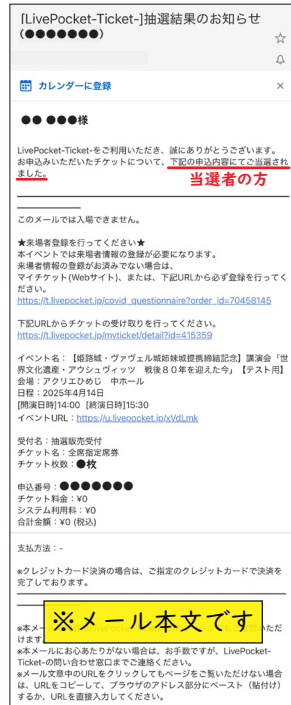 [LivePocket-Ticket-]抽選結果のお知らせ
(●●●●●●●)
カレンダーに登録
●● ●●●様
LivePocket-Ticket-をご利用いただき、誠にありがとうございます。
お申込みいただいたチケットについて、下記の申込内容にてご当選され
ました。
当選者の方
このメールでは入場できません。
★来場者登録を行ってください★
本イベントでは来場者情報の登録が必要になります。
来場者情報の登録がお済みでない場合は、
マイチケット(Webサイト)、または、下記URLから必ず登録を行ってく
ださい。
https://t.livepocket.jp/covid_questionnaire?order_id=70458145
下記URLからチケットの受け取りを行ってください。
https://t.livepocket.jp/myticket/detail?id=415359
イベント名:【姫路城・ヴァヴェル城姉妹城提携締結記念】講演会「世
界文化遺産・アウシュヴィッツ 戦後80年を迎えた今」【テスト用】
会場:アクリエひめじ 中ホール
日程:2025年4月14日
[開演日時]14:00 [終演日時]15:30
イベントURL:https://u.livepocket.jp/xVdLmk
受付名:抽選販売受付
チケット名:全席指定席券
チケット枚数:●枚
申込番号:●●●●●●●
チケット料金:¥0
システム利用料:¥0
合計金額:¥0 (税込)
支払方法:-
※クレジットカード決済の場合は、ご指定のクレジットカードで決済を
完了しております。
※本メー
ただ
けます
※メール本文です
※本メールにお心あたりがない場合は、お手数ですが、LivePocket-
Ticket-の問い合わせ窓口までご連絡ください。
※メール文章中のURLをクリックしてもページをご覧いただけない場合
は、URLをコピーして、ブラウザのアドレス部分にペースト(貼付け)
するか、URLを直接入力してください。